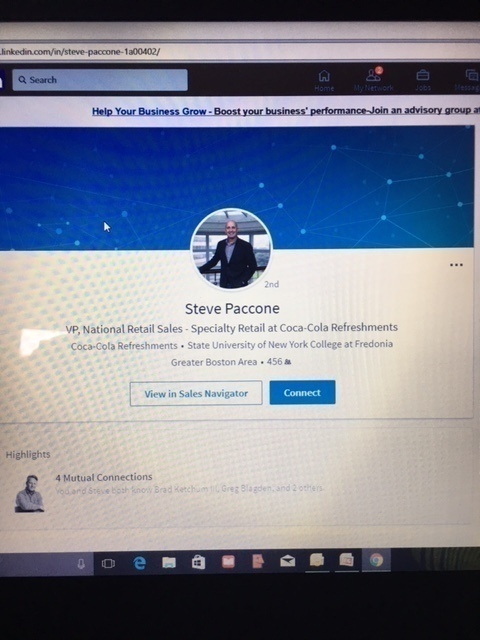 .linkedin.com/in/steve-paccone-1a00402/
Search
Home
My Network
Jobs
Help Your Business Grow - Boost your business' performance-Join an advisory group
2nd
Steve Paccone
VP, National Retail Sales - Specialty Retail at Coca-Cola Refreshments
Coca-Cola Refreshments • State University of New York College at Fredonia
Greater Boston Area • 456
View in Sales Navigator
Connect
Highlights
4 Mutual Connections
You and Steve both know Brad Ketchum Greg Blagden, and 2 others